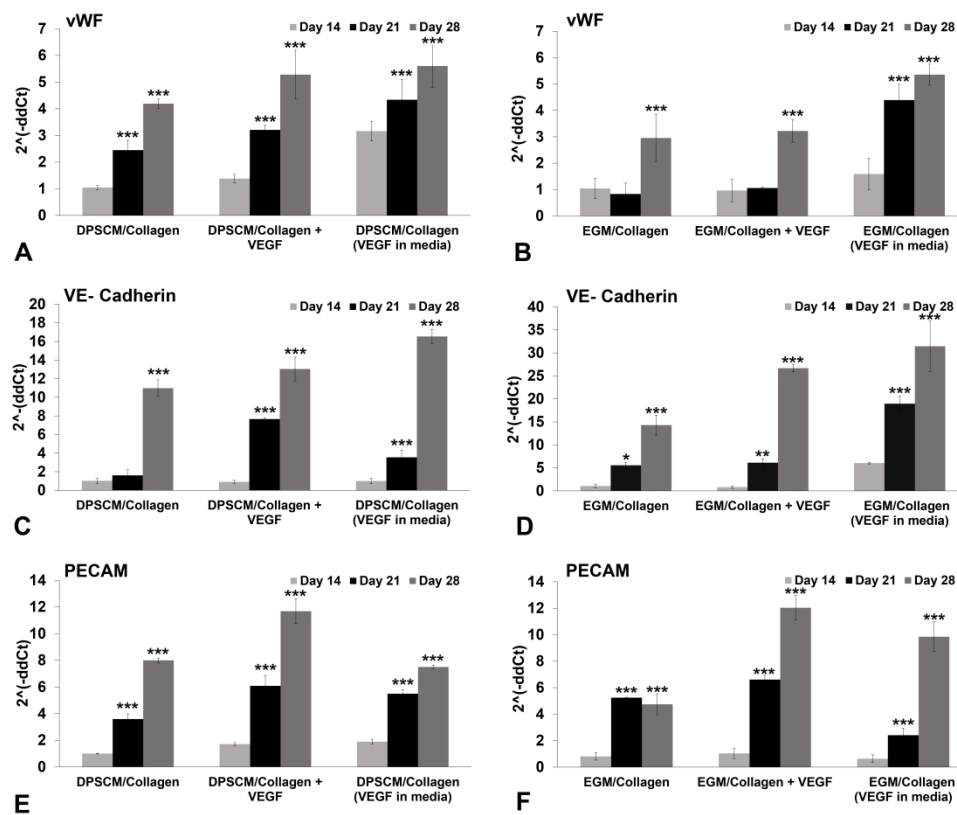 vWF
Day 14 Day 21 Day 28
2^(-ddCt)
7
6
5
4
3
2
1
0
*** *** *** *** *** ***
DPSCM/Collagen DPSCM/Collagen + VEGF DPSCM/Collagen (VEGF in media)
A
vWF
Day 14 Day 21 Day 28
2^(-ddCt)
7
6
5
4
3
2
1
0
*** *** *** ***
EGM/Collagen EGM/Collagen + VEGF EGM/Collagen (VEGF in media)
B
VE- Cadherin
Day 14 Day 21 Day 28
2^-(ddCt)
20
18
16
14
12
10
8
6
4
2
0
*** *** *** *** ***
DPSCM/Collagen DPSCM/Collagen + VEGF DPSCM/Collagen (VEGF in media)
C
VE- Cadherin
Day 14 Day 21 Day 28
2^(-ddCt)
40
35
30
25
20
15
10
5
0
* *** ** *** *** ***
EGM/Collagen EGM/Collagen + VEGF EGM/Collagen (VEGF in media)
D
PECAM
Day 14 Day 21 Day 28
2^(-ddCt)
14
12
10
8
6
4
2
0
*** *** *** *** *** ***
DPSCM/Collagen DPSCM/Collagen + VEGF DPSCM/Collagen (VEGF in media)
E
PECAM
Day 14 Day 21 Day 28
2^(-ddCt)
14
12
10
8
6
4
2
0
*** *** *** *** *** ***
EGM/Collagen EGM/Collagen + VEGF EGM/Collagen (VEGF in media)
F